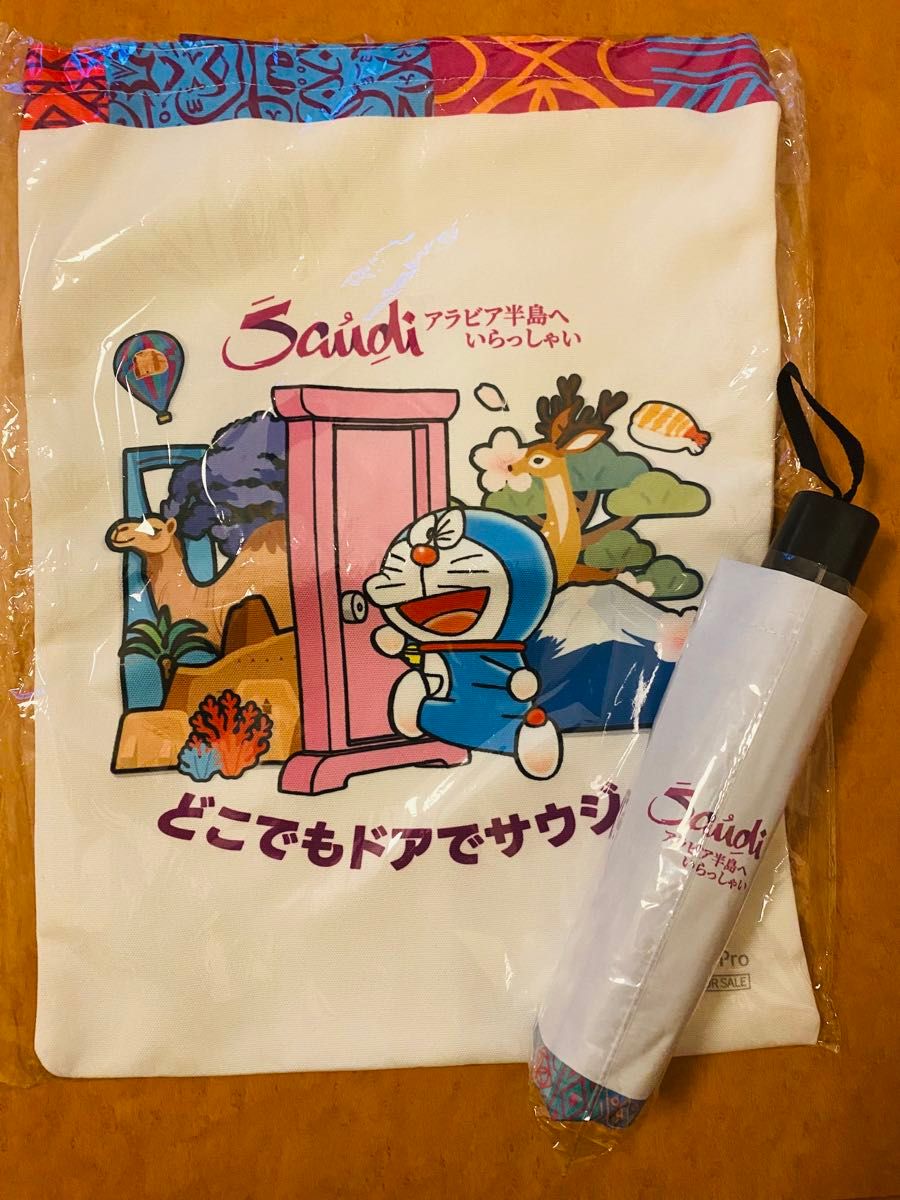 Saudi アラビア半島へ
いらっしゃい
どこでもドアでサウジ
Saudi
アラビア半島へ
いらっしゃい
Pro
SALE